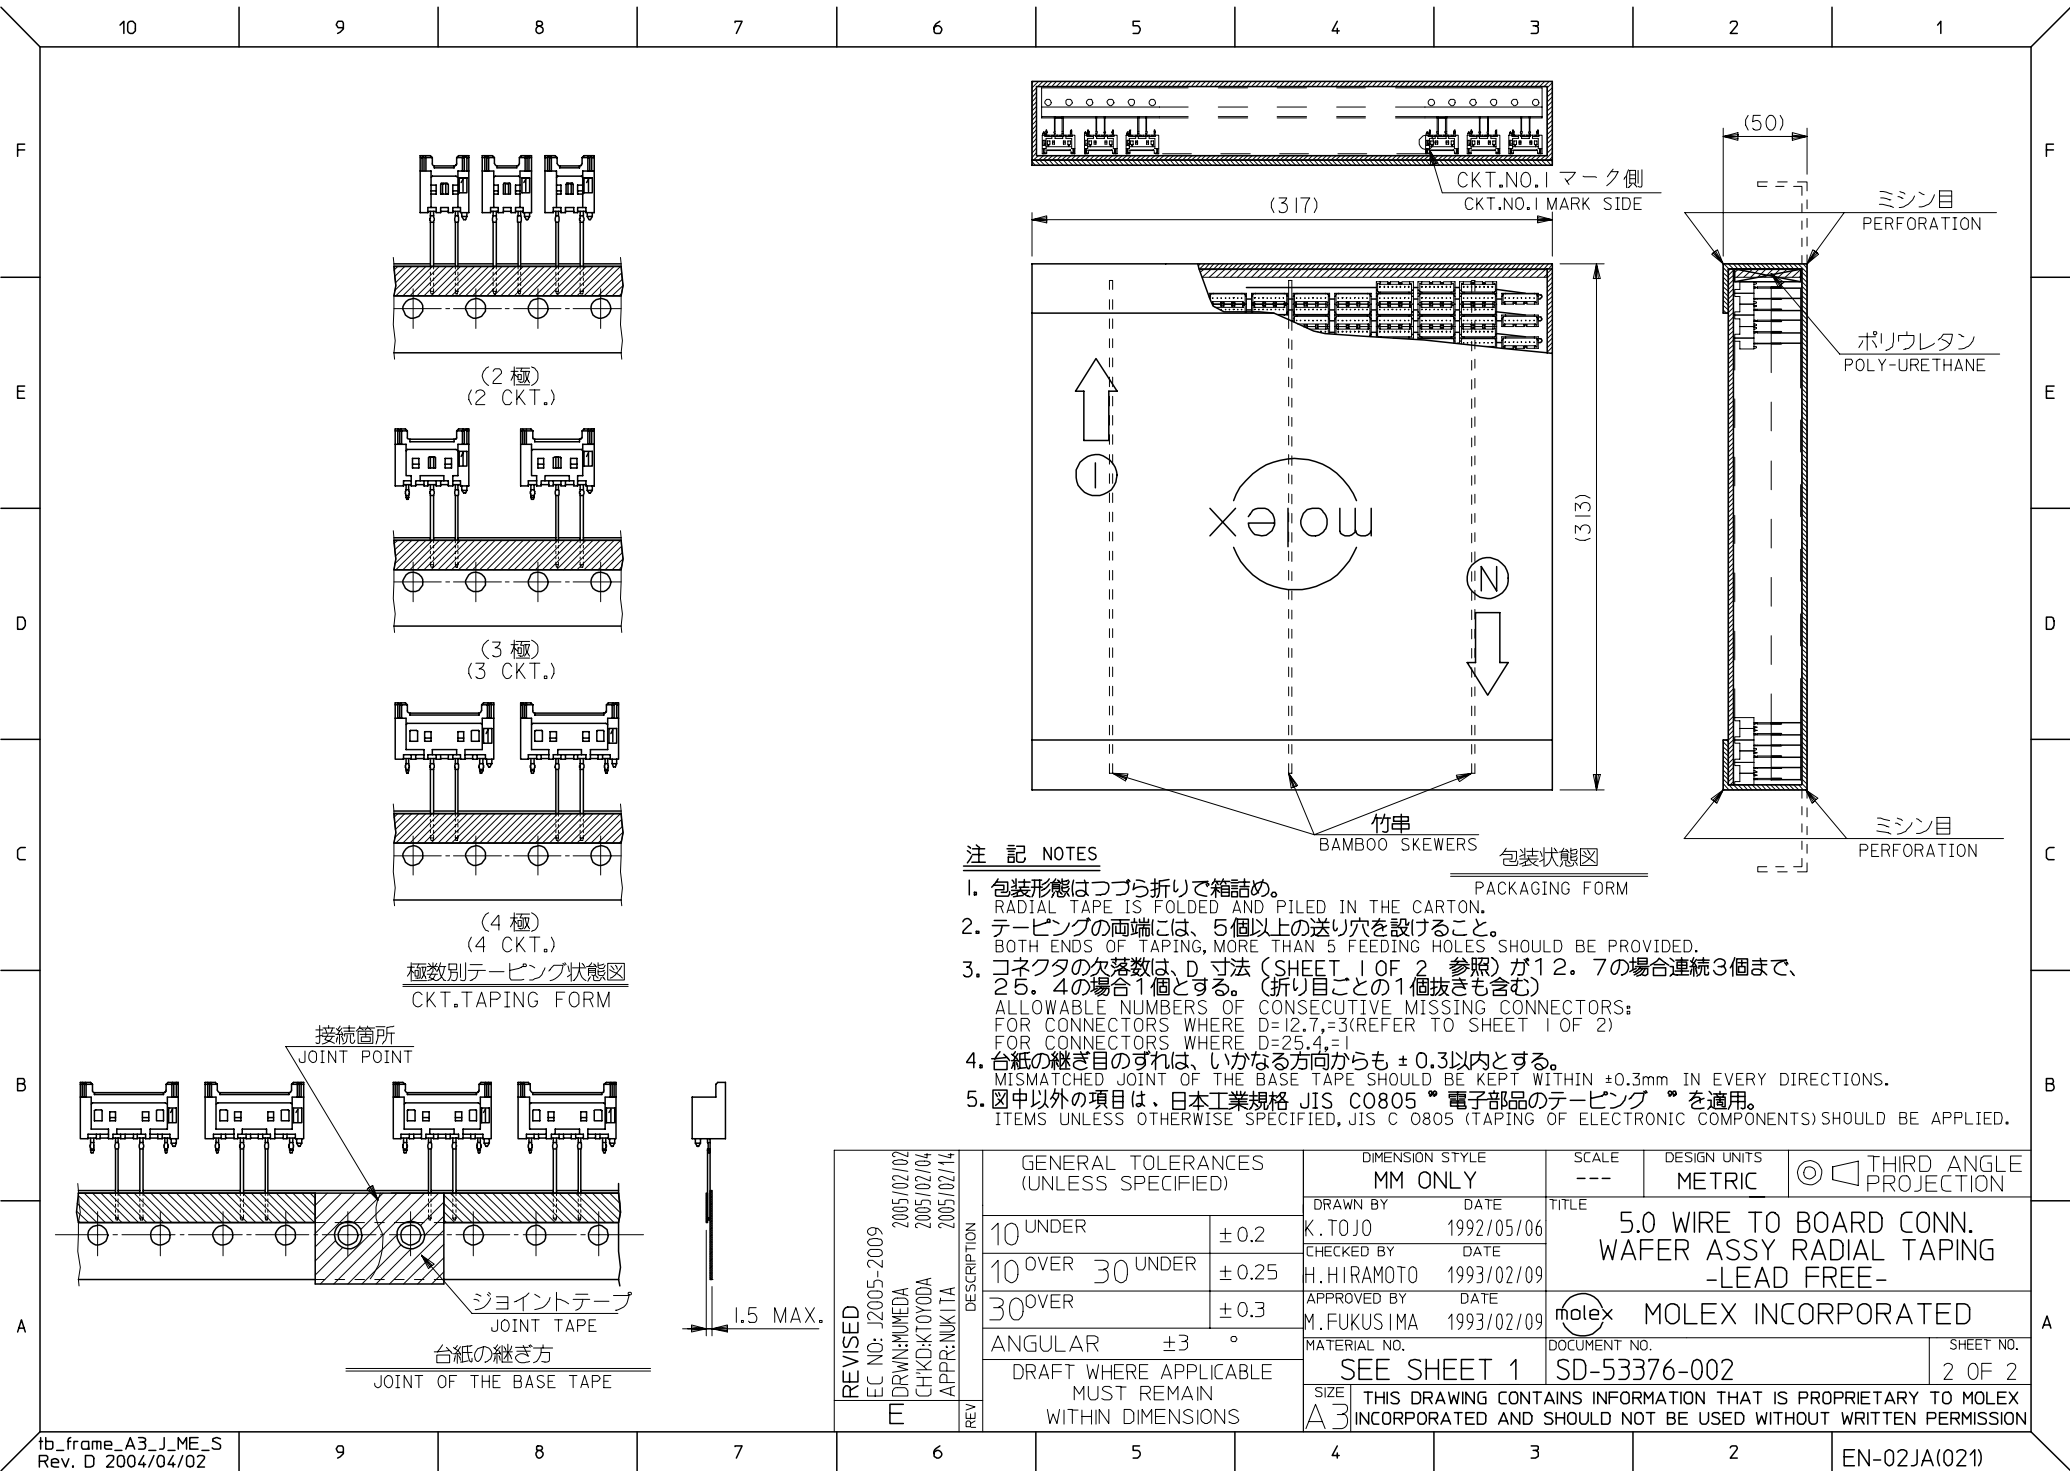 10 9 8 7 6 5 4 3 2 1
F
E
D
C
B
A
F
E
D
C
B
A
(2 極)
(2 CKT.)
(3 極)
(3 CKT.)
(4 極)
(4 CKT.)
極数別テーピング状態図
CKT.TAPING FORM
接続箇所
JOINT POINT
ジョイントテープ
JOINT TAPE
台紙の継ぎ方
JOINT OF THE BASE TAPE
1.5 MAX.
CKT.NO.1 マーク側
CKT.NO.1 MARK SIDE
(317)
(50)
ミシン目
PERFORATION
ポリウレタン
POLY-URETHANE
1
molex
N
(313)
竹串
BAMBOO SKEWERS
ミシン目
PERFORATION
包装状態図
PACKAGING FORM
注 記 NOTES
1. 包装形態はつづら折りで箱詰め。
RADIAL TAPE IS FOLDED AND PILED IN THE CARTON.
2. テーピングの両端には、5個以上の送り穴を設けること。
BOTH ENDS OF TAPING, MORE THAN 5 FEEDING HOLES SHOULD BE PROVIDED.
3. コネクタの欠落数は、D 寸法 (SHEET 1 OF 2 参照) が12.7の場合連続3個まで、
25.4の場合1個とする。(折り目ごとの1個抜きも含む)
ALLOWABLE NUMBERS OF CONSECUTIVE MISSING CONNECTORS:
FOR CONNECTORS WHERE D=12.7,=3(REFER TO SHEET 1 OF 2)
FOR CONNECTORS WHERE D=25.4,=1
4. 台紙の継ぎ目のずれは、いかなる方向からも ±0.3以内とする。
MISMATCHED JOINT OF THE BASE TAPE SHOULD BE KEPT WITHIN ±0.3mm IN EVERY DIRECTIONS.
5.図中以外の項目は、日本工業規格 JIS C0805 " 電子部品のテーピング " を適用。
ITEMS UNLESS OTHERWISE SPECIFIED, JIS C 0805 (TAPING OF ELECTRONIC COMPONENTS) SHOULD BE APPLIED.
REVISED
EC NO: J2005-2009
DRWN:MUMEDA 2005/02/02
CH'KD:KTOYODA 2005/02/04
APPR:NUKITA 2005/02/14
E
DESCRIPTION
REV
GENERAL TOLERANCES
(UNLESS SPECIFIED)
10 UNDER ±0.2
10 OVER 30 UNDER ±0.25
30 OVER ±0.3
ANGULAR ±3 °
DRAFT WHERE APPLICABLE
MUST REMAIN
WITHIN DIMENSIONS
DIMENSION STYLE
MM ONLY
SCALE
---
DESIGN UNITS
METRIC
THIRD ANGLE
PROJECTION
DRAWN BY DATE
K.TOJO 1992/05/06
CHECKED BY DATE
H.HIRAMOTO 1993/02/09
APPROVED BY DATE
M.FUKUSIMA 1993/02/09
TITLE
5.0 WIRE TO BOARD CONN.
WAFER ASSY RADIAL TAPING
-LEAD FREE-
molex MOLEX INCORPORATED
MATERIAL NO.
SEE SHEET 1
DOCUMENT NO.
SD-53376-002
SHEET NO.
2 OF 2
SIZE
A3
THIS DRAWING CONTAINS INFORMATION THAT IS PROPRIETARY TO MOLEX
INCORPORATED AND SHOULD NOT BE USED WITHOUT WRITTEN PERMISSION
tb_frame_A3_J_ME_S
Rev. D 2004/04/02
9 8 7 6 5 4 3 2
EN-02JA(021)